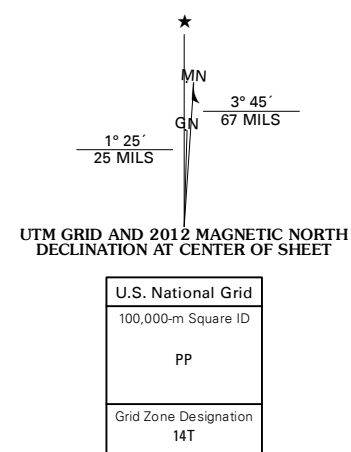 ★
MN
3° 45´
67 MILS
GN
1° 25´
25 MILS
UTM GRID AND 2012 MAGNETIC NORTH
DECLINATION AT CENTER OF SHEET
U.S. National Grid
100,000-m Square ID
PP
Grid Zone Designation
14T